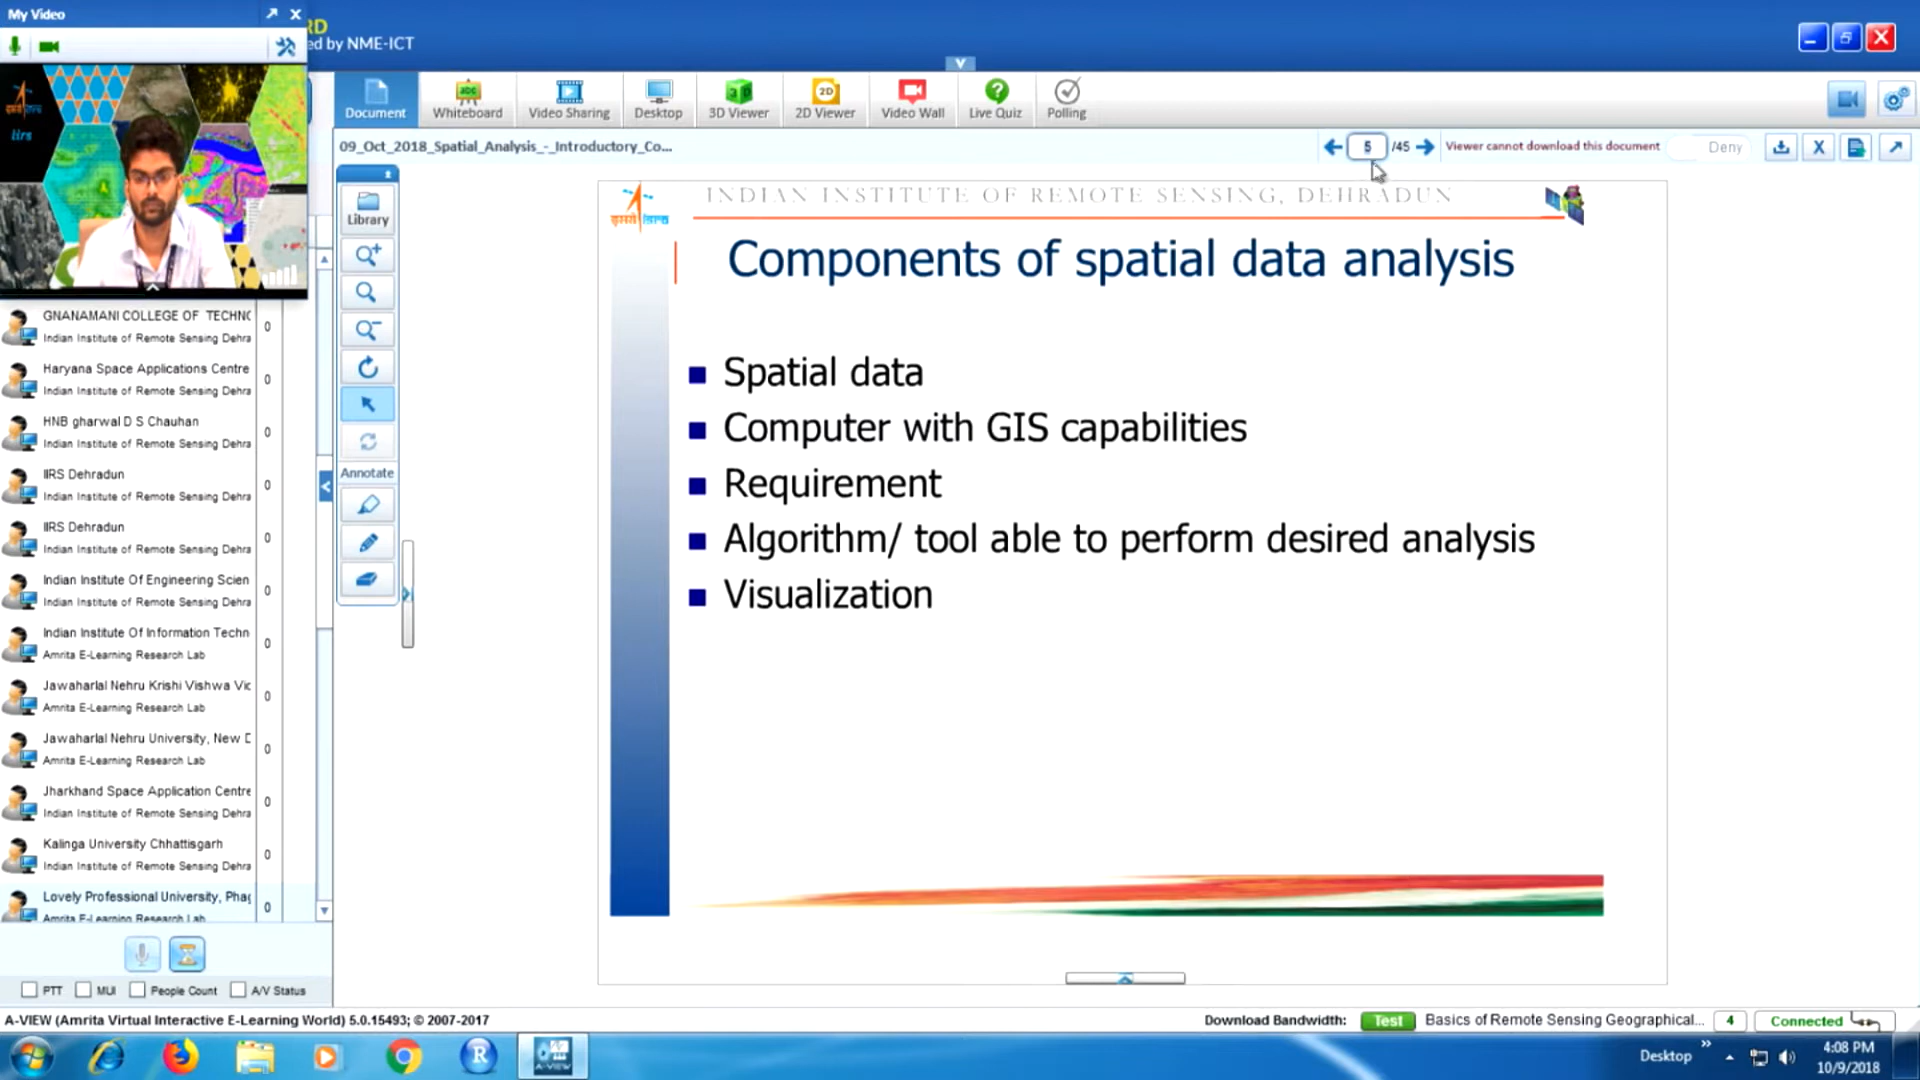 My Video
RD
ed by NME-ICT
Document
Whiteboard
Video Sharing
Desktop
3D Viewer
2D Viewer
Video Wall
Live Quiz
Polling
09_Oct_2018_Spatial_Analysis_-_Introductory_Co...
5 /45
Viewer cannot download this document
Deny
Library
Annotate
INDIAN INSTITUTE OF REMOTE SENSING, DEHRADUN
Components of spatial data analysis
Spatial data
Computer with GIS capabilities
Requirement
Algorithm/ tool able to perform desired analysis
Visualization
iirs
GNANAMANI COLLEGE OF TECHNO
Indian Institute of Remote Sensing Dehra
0
Haryana Space Applications Centre
Indian Institute of Remote Sensing Dehra
0
HNB gharwal D S Chauhan
Indian Institute of Remote Sensing Dehra
0
IIRS Dehradun
Indian Institute of Remote Sensing Dehra
0
IIRS Dehradun
Indian Institute of Remote Sensing Dehra
0
Indian Institute Of Engineering Scien
Indian Institute of Remote Sensing Dehra
0
Indian Institute Of Information Techn
Amrita E-Learning Research Lab
0
Jawaharlal Nehru Krishi Vishwa Vic
Amrita E-Learning Research Lab
0
Jawaharlal Nehru University, New D
Amrita E-Learning Research Lab
0
Jharkhand Space Application Centre
Indian Institute of Remote Sensing Dehra
0
Kalinga University Chhattisgarh
Indian Institute of Remote Sensing Dehra
0
Lovely Professional University, Phag
Amrita E-Learning Research Lab
0
PTT
MUI
People Count
A/V Status
A-VIEW (Amrita Virtual Interactive E-Learning World) 5.0.15493; © 2007-2017
Download Bandwidth:
Test
Basics of Remote Sensing Geographical...
4
Connected
A-VIEW
Desktop
4:08 PM
10/9/2018